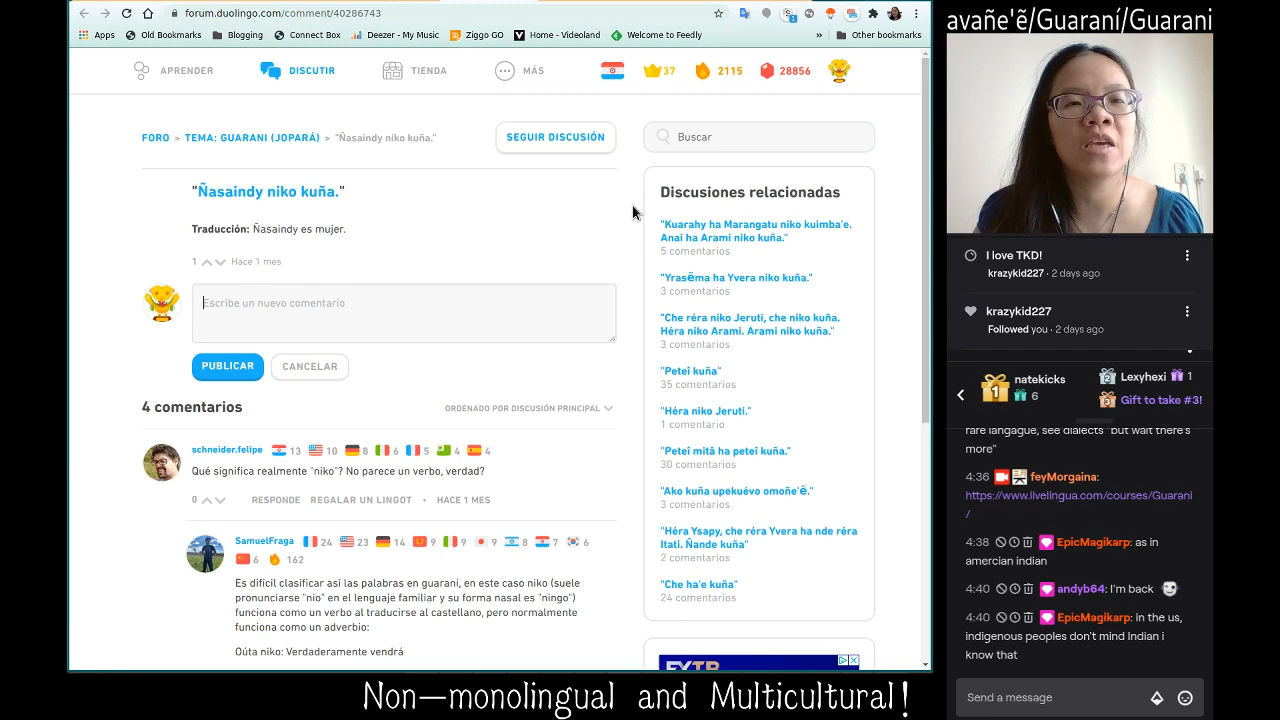 forum.duolingo.com/comment/40286743
Apps
Old Bookmarks
Blogging
Connect Box
Deezer - My Music
Ziggo GO
Home - Videoland
Welcome to Feedly
»
Other bookmarks
APRENDER
DISCUTIR
TIENDA
MÁS
37
2115
28856
FORO > TEMA: GUARANI (JOPARÁ) > "Ñasaindy niko kuña."
SEGUIR DISCUSIÓN
"Ñasaindy niko kuña."
Traducción: Ñasaindy es mujer.
1 Hace 1 mes
Escribe un nuevo comentario
PUBLICAR
CANCELAR
4 comentarios
ORDENADO POR DISCUSIÓN PRINCIPAL
schneider.felipe 13 10 8 6 5 4 4
Qué significa realmente "niko"? No parece un verbo, verdad?
0 RESPONDE REGALAR UN LINGOT • HACE 1 MES
SamuelFraga 24 23 14 9 9 9 8 7 6
6 162
Es difícil clasificar así las palabras en guaraní, en este caso niko (suele
pronunciarse "nio" en el lenguaje familiar y su forma nasal es "ningo")
funciona como un verbo al traducirse al castellano, pero normalmente
funciona como un adverbio:
Oúta niko: Verdaderamente vendrá
Buscar
Discusiones relacionadas
"Kuarahy ha Marangatu niko kuimba'e.
Anai ha Arami niko kuña."
5 comentarios
"Yrasẽma ha Yvera niko kuña."
3 comentarios
"Che réra niko Jeruti, che niko kuña.
Héra niko Arami. Arami niko kuña."
3 comentarios
"Peteî kuña"
35 comentarios
"Héra niko Jeruti."
1 comentario
"Peteî mitâ ha peteî kuña."
30 comentarios
"Ako kuña upekuévo omoñe'ẽ."
3 comentarios
"Héra Ysapy, che réra Yvera ha nde réra
Itati. Ñande kuña"
2 comentarios
"Che ha'e kuña"
24 comentarios
avañe'ẽ/Guaraní/Guarani
I love TKD!
krazykid227 · 2 days ago
krazykid227
Followed you · 2 days ago
1
natekicks
6
2 Lexyhexi 1
3 Gift to take #3!
rare langague, see dialects "but wait there's
more"
4:36 feyMorgaina:
https://www.livelingua.com/courses/Guarani
/
4:38 EpicMagikarp: as in
amercian indian
4:40 andyb64: I'm back
4:40 EpicMagikarp: in the us,
indigenous peoples don't mind Indian i
know that
Send a message
Non-monolingual and Multicultural!